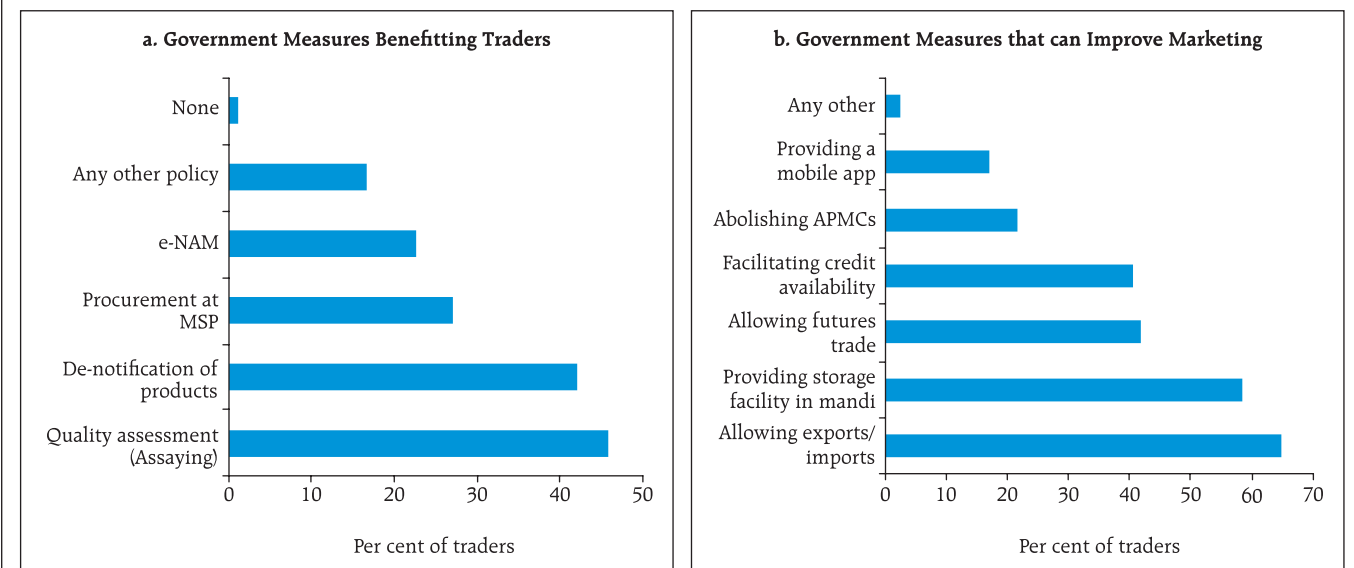 a. Government Measures Benefitting Traders
None
Any other policy
e-NAM
Procurement at
MSP
De-notification of
products
Quality assessment
(Assaying)
0 10 20 30 40 50
Per cent of traders
b. Government Measures that can Improve Marketing
Any other
Providing a
mobile app
Abolishing APMCs
Facilitating credit
availability
Allowing futures
trade
Providing storage
facility in mandi
Allowing exports/
imports
0 10 20 30 40 50 60 70
Per cent of traders